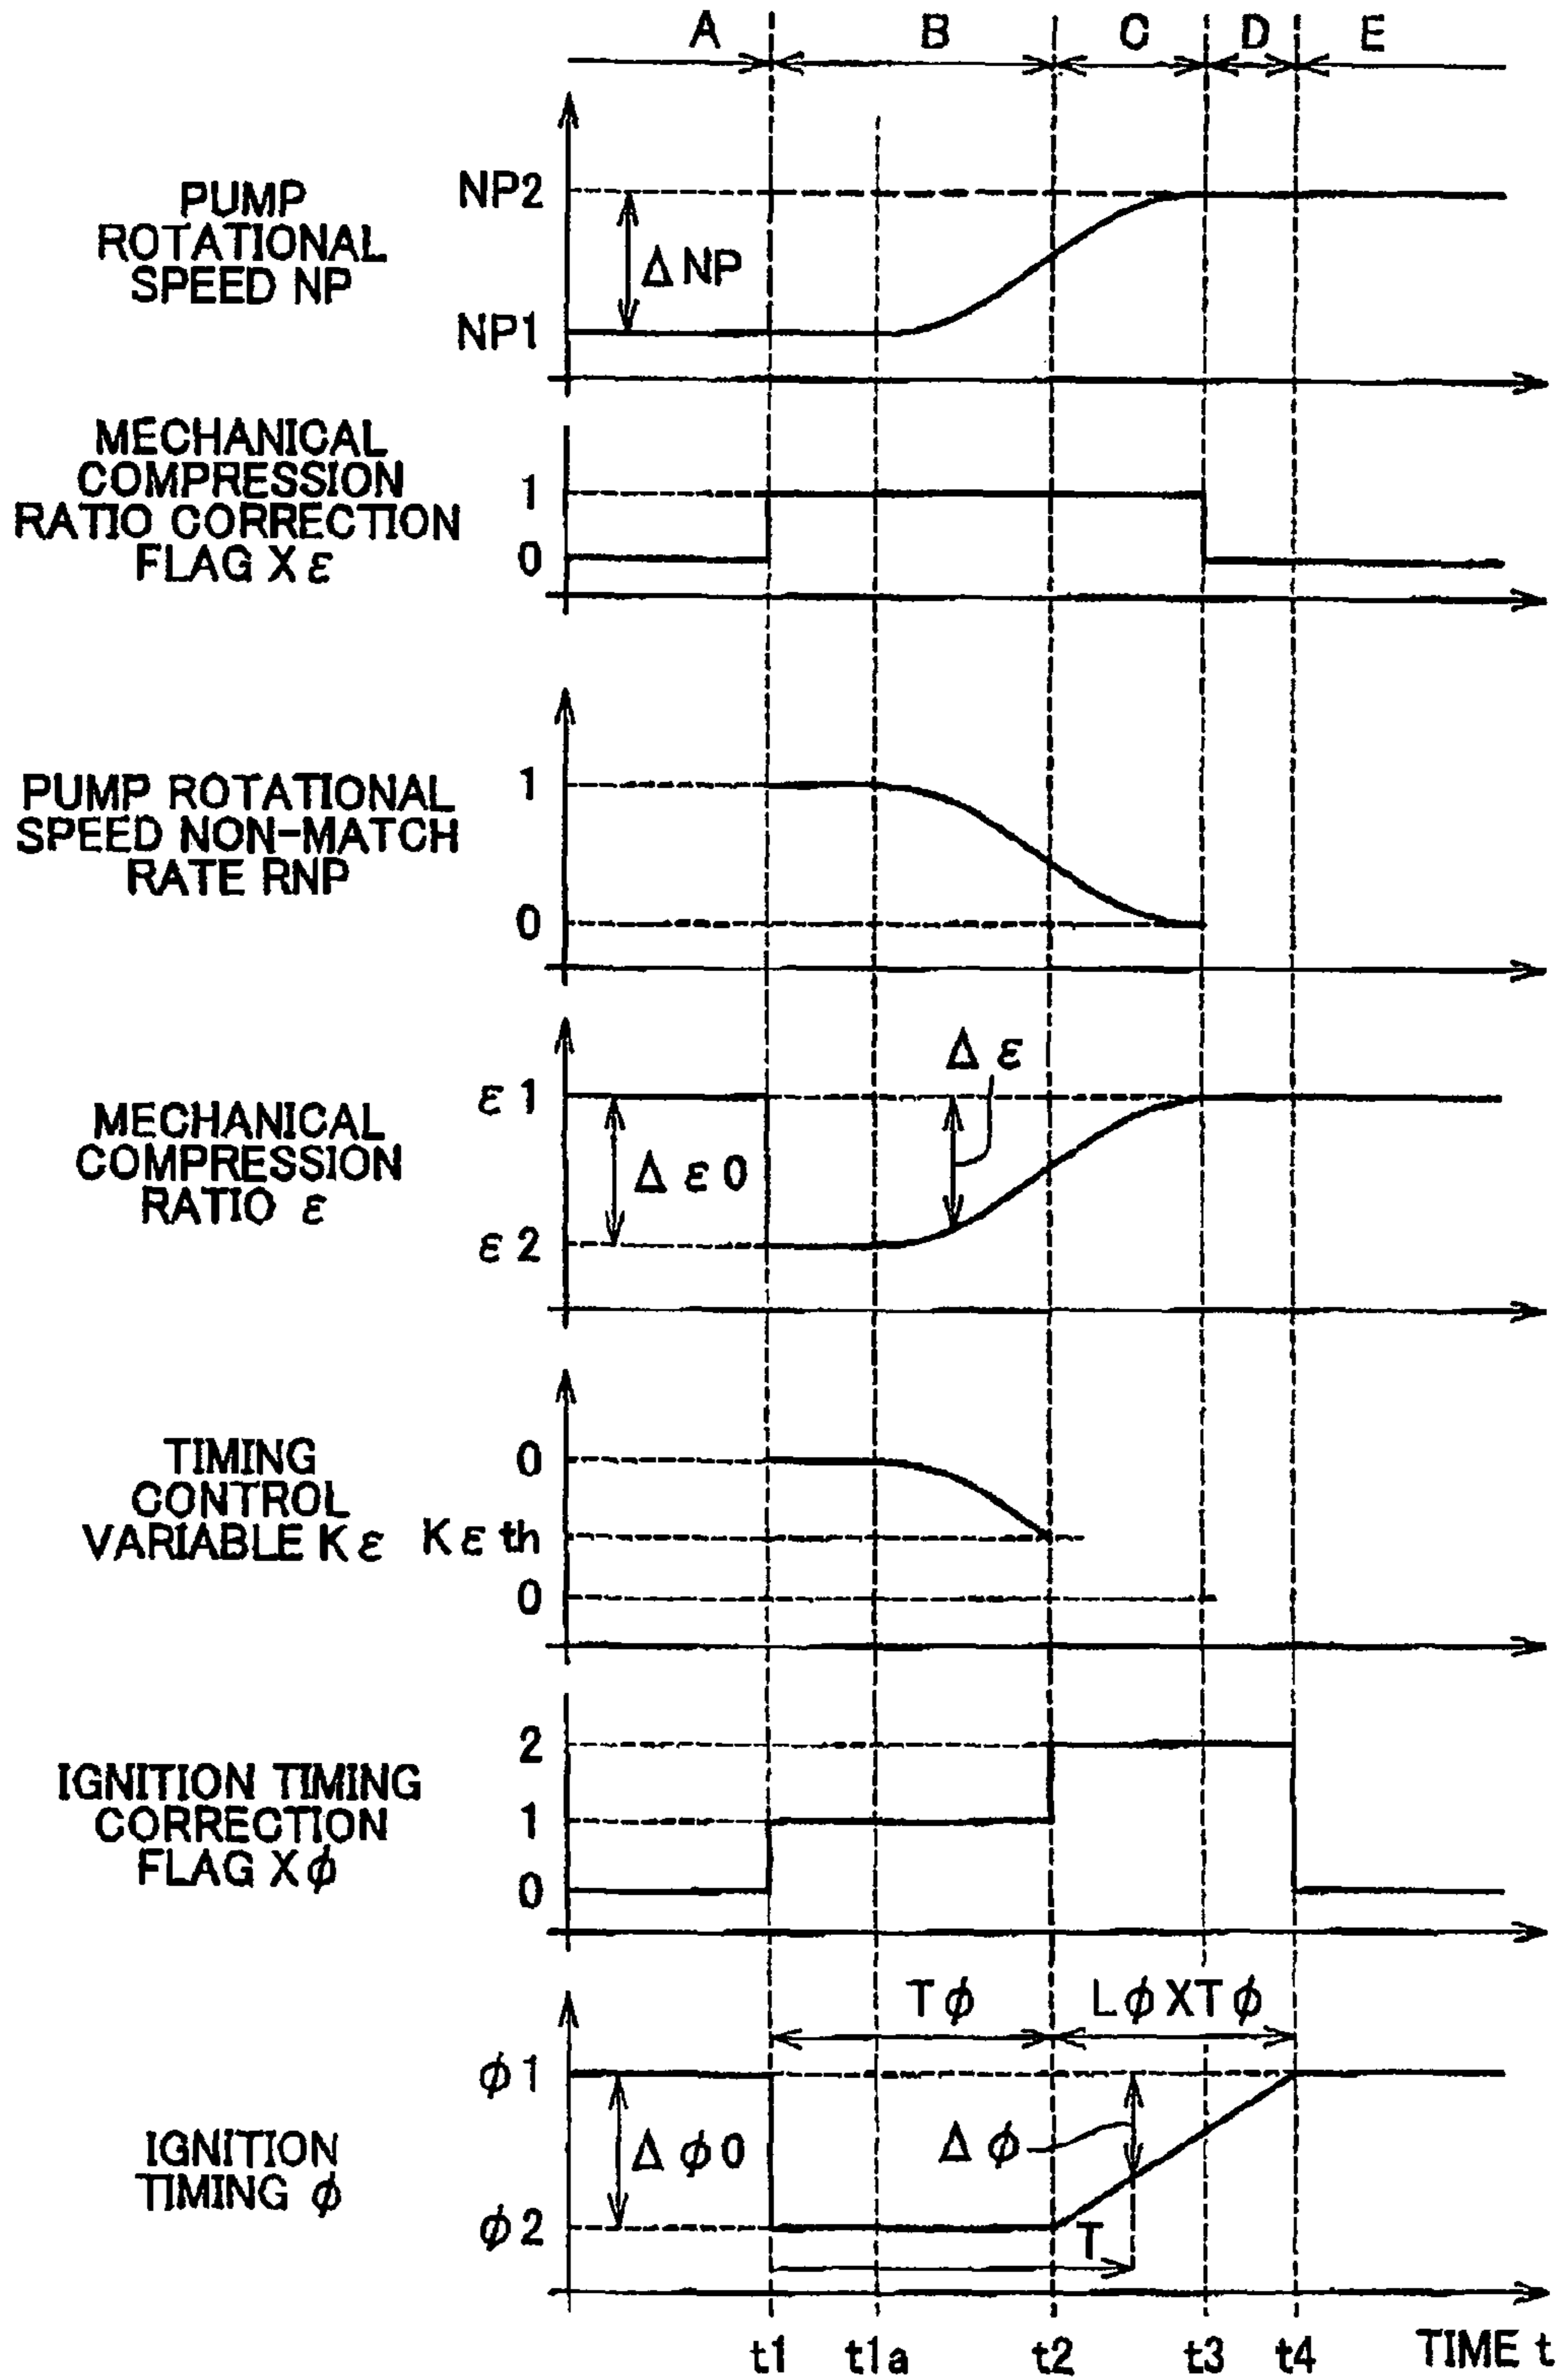 A B C D E
PUMP
ROTATIONAL
SPEED NP
NP2
ΔNP
NP1
MECHANICAL
COMPRESSION
RATIO CORRECTION
FLAG Xε
1
0
PUMP ROTATIONAL
SPEED NON-MATCH
RATE RNP
1
0
MECHANICAL
COMPRESSION
RATIO ε
ε1
Δε
Δε0
ε2
TIMING
CONTROL
VARIABLE Kε
0
Kεth
0
IGNITION TIMING
CORRECTION
FLAG Xϕ
2
1
0
IGNITION
TIMING ϕ
Tϕ LϕXTϕ
ϕ1
Δϕ0 Δϕ
ϕ2
T
t1 t1a t2 t3 t4 TIME t